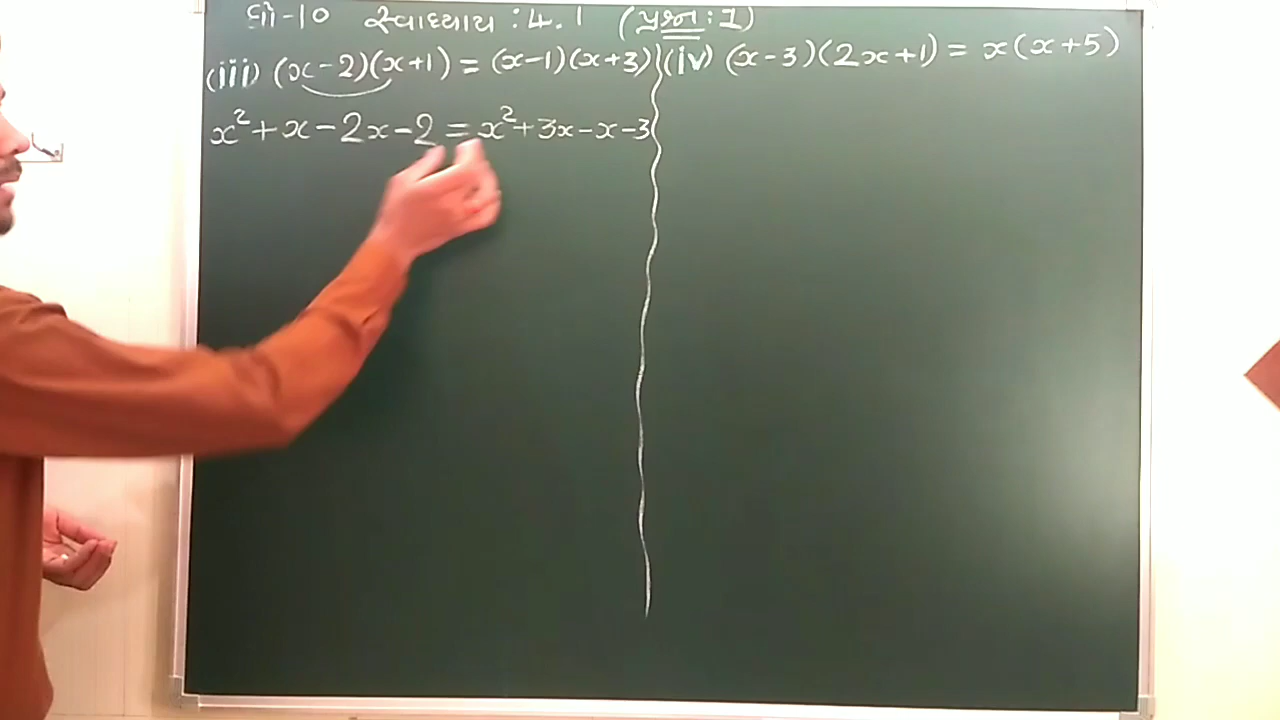 ધો-10 સ્વાધ્યાય : 4.1 (પ્રશ્ન : 1)
(iii) (x-2)(x+1) = (x-1)(x+3)
x²+x-2x-2 = x²+3x-x-3
(iv) (x-3)(2x+1) = x(x+5)